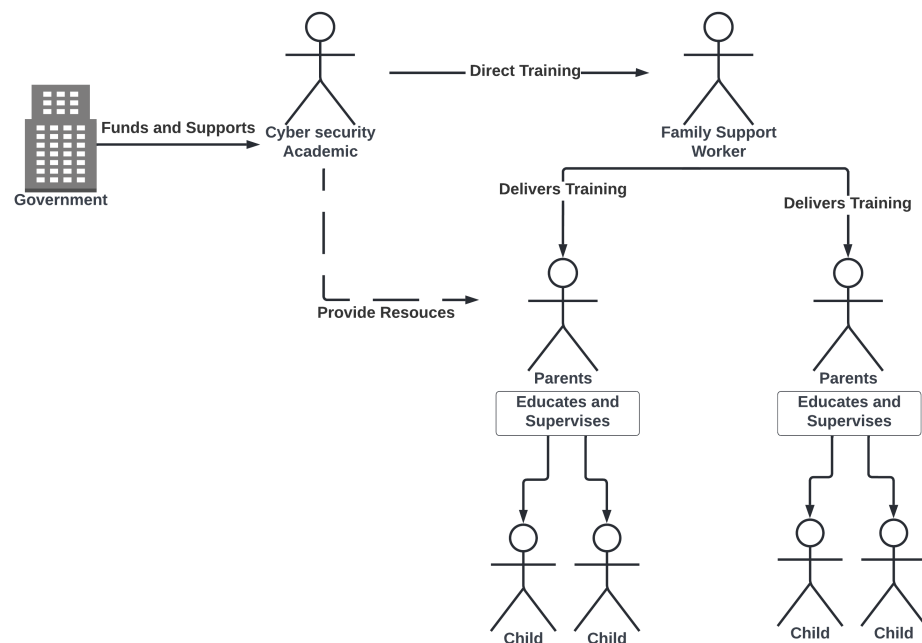 Direct Training
Funds and Supports
Cyber security
Academic
Family Support
Worker
Government
Delivers Training
Delivers Training
Provide Resouces
Parents
Parents
Educates and
Supervises
Educates and
Supervises
Child
Child
Child
Child